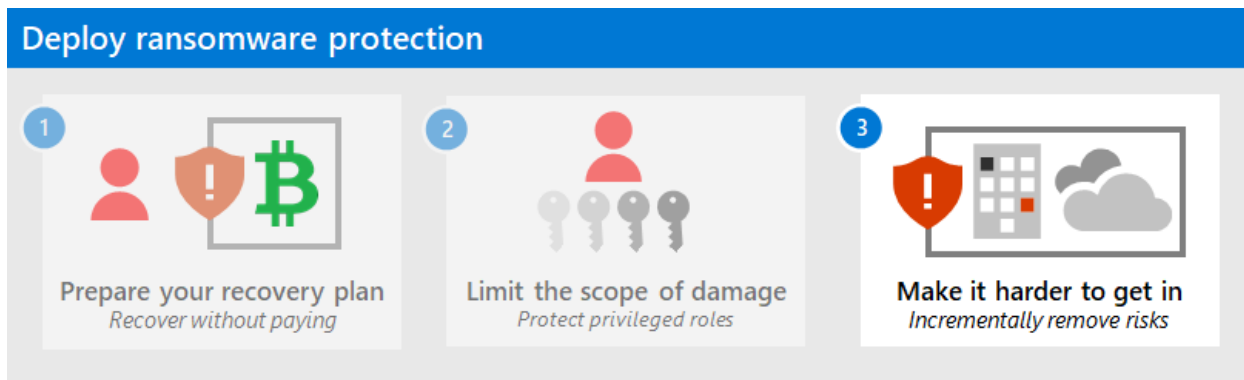 Deploy ransomware protection
1
Prepare your recovery plan
Recover without paying
2
Limit the scope of damage
Protect privileged roles
3
Make it harder to get in
Incrementally remove risks